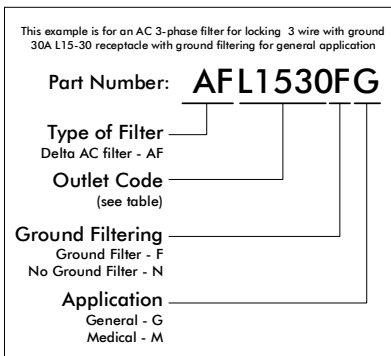 This example is for an AC 3-phase filter for locking 3 wire with ground
30A L15-30 receptacle with ground filtering for general application
Part Number: AFL1530FG
Type of Filter
Delta AC filter - AF
Outlet Code
(see table)
Ground Filtering
Ground Filter - F
No Ground Filter - N
Application
General - G
Medical - M